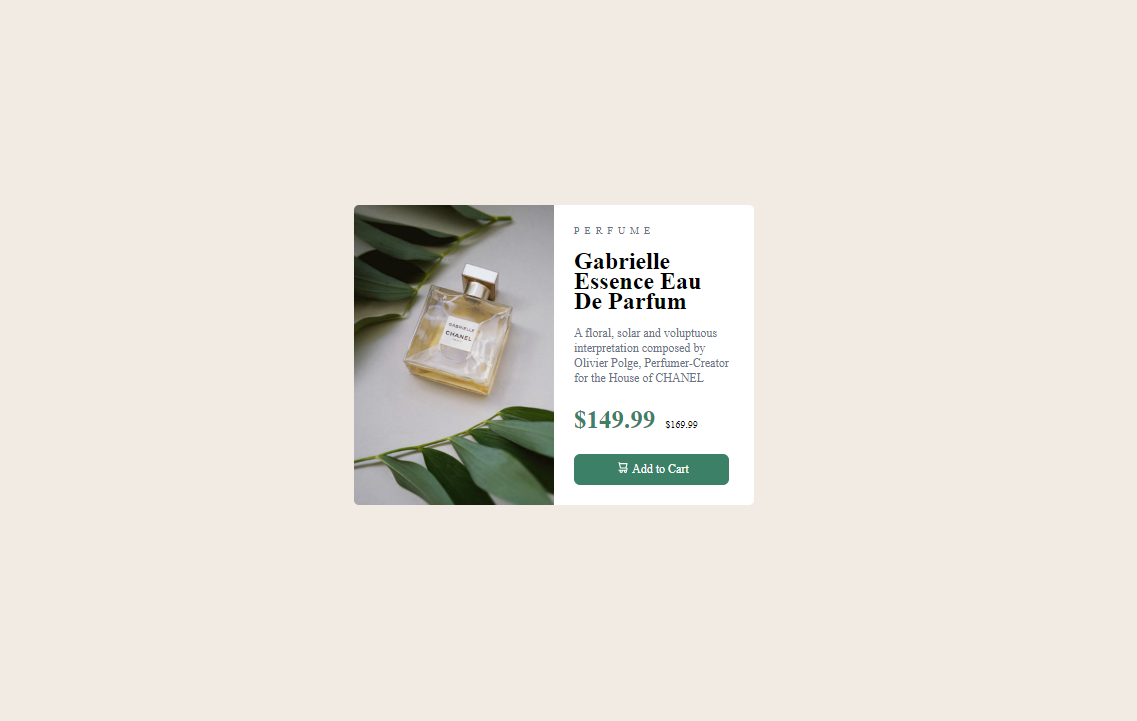 GABRIELLE
CHANEL
PERFUME
Gabrielle
Essence Eau
De Parfum
A floral, solar and voluptuous
interpretation composed by
Olivier Polge, Perfumer-Creator
for the House of CHANEL
$149.99 $169.99
Add to Cart